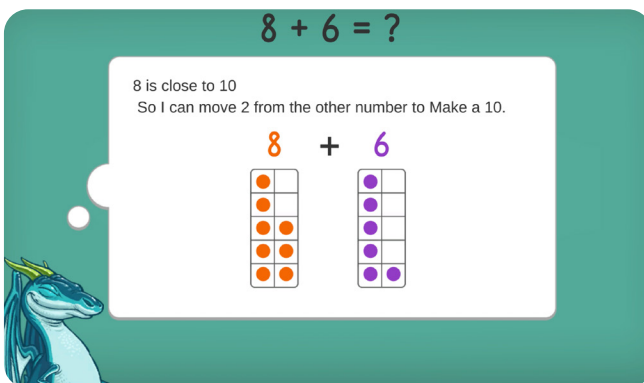 8 + 6 = ?
8 is close to 10
So I can move 2 from the other number to Make a 10.
8 + 6